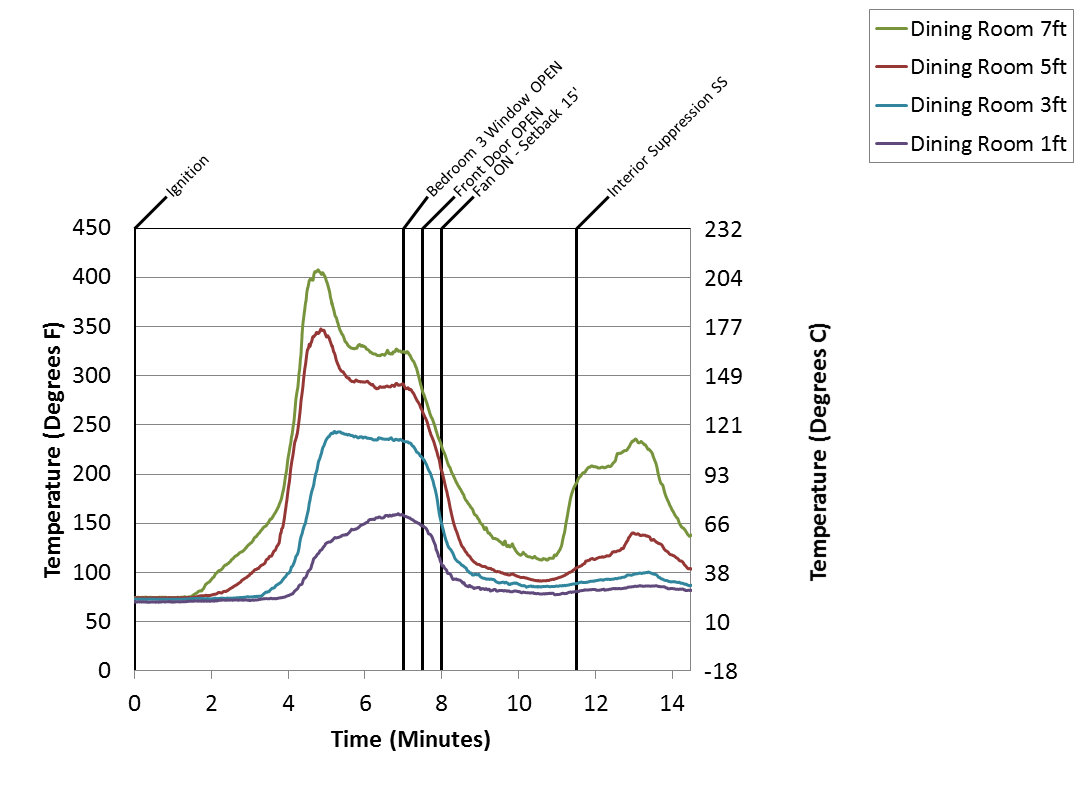 Dining Room 7ft
Dining Room 5ft
Dining Room 3ft
Dining Room 1ft
Ignition
Bedroom 3 Window OPEN
Front Door OPEN
Fan ON - Setback 15'
Interior Suppression SS
450
400
350
300
250
200
150
100
50
0
232
204
177
149
121
93
66
38
10
-18
Temperature (Degrees F)
Temperature (Degrees C)
0
2
4
6
8
10
12
14
Time (Minutes)